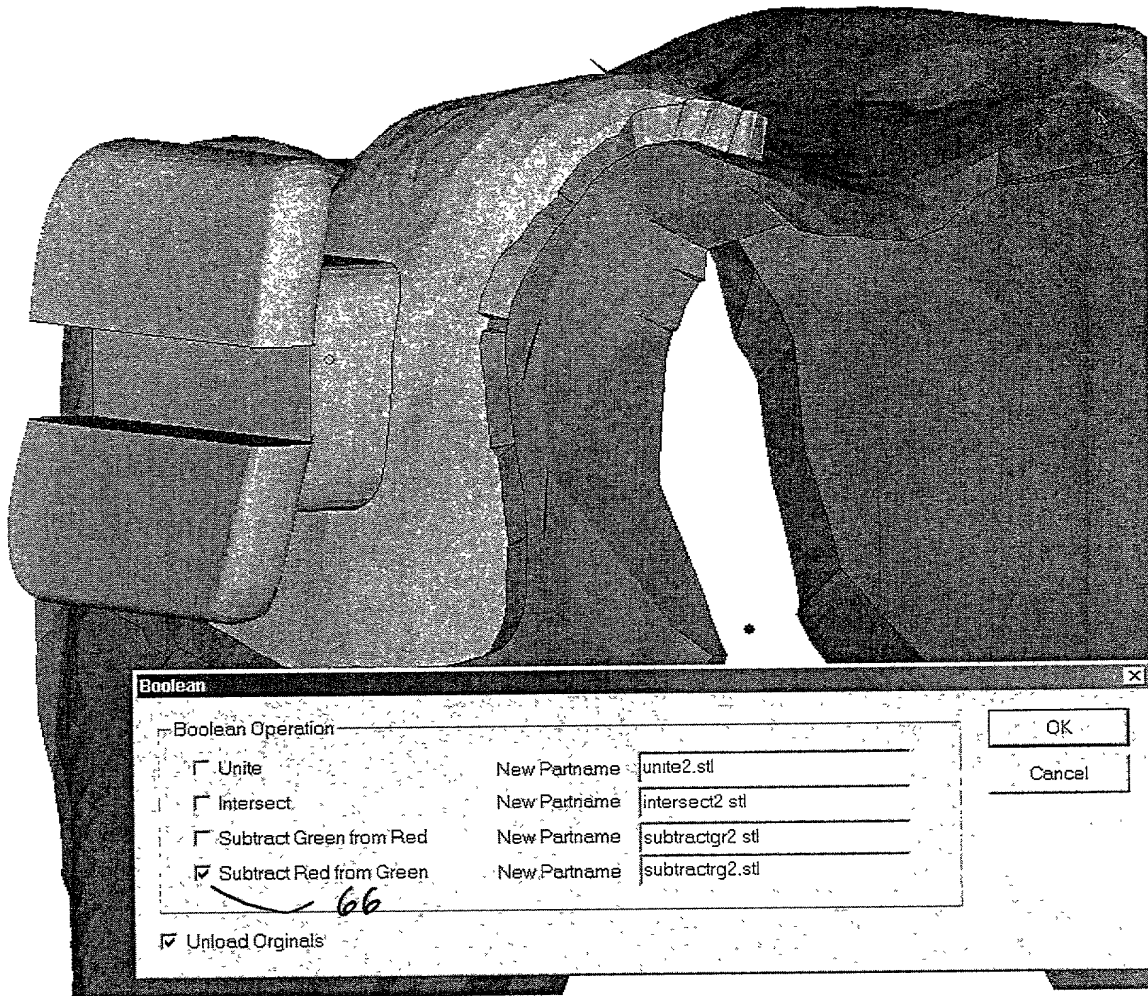 Boolean
Boolean Operation
Unite New Partname unite2.stl
Intersect New Partname intersect2 stl
Subtract Green from Red New Partname subtractgr2 stl
Subtract Red from Green New Partname subtractrg2.stl
66
Unload Orginals
OK
Cancel